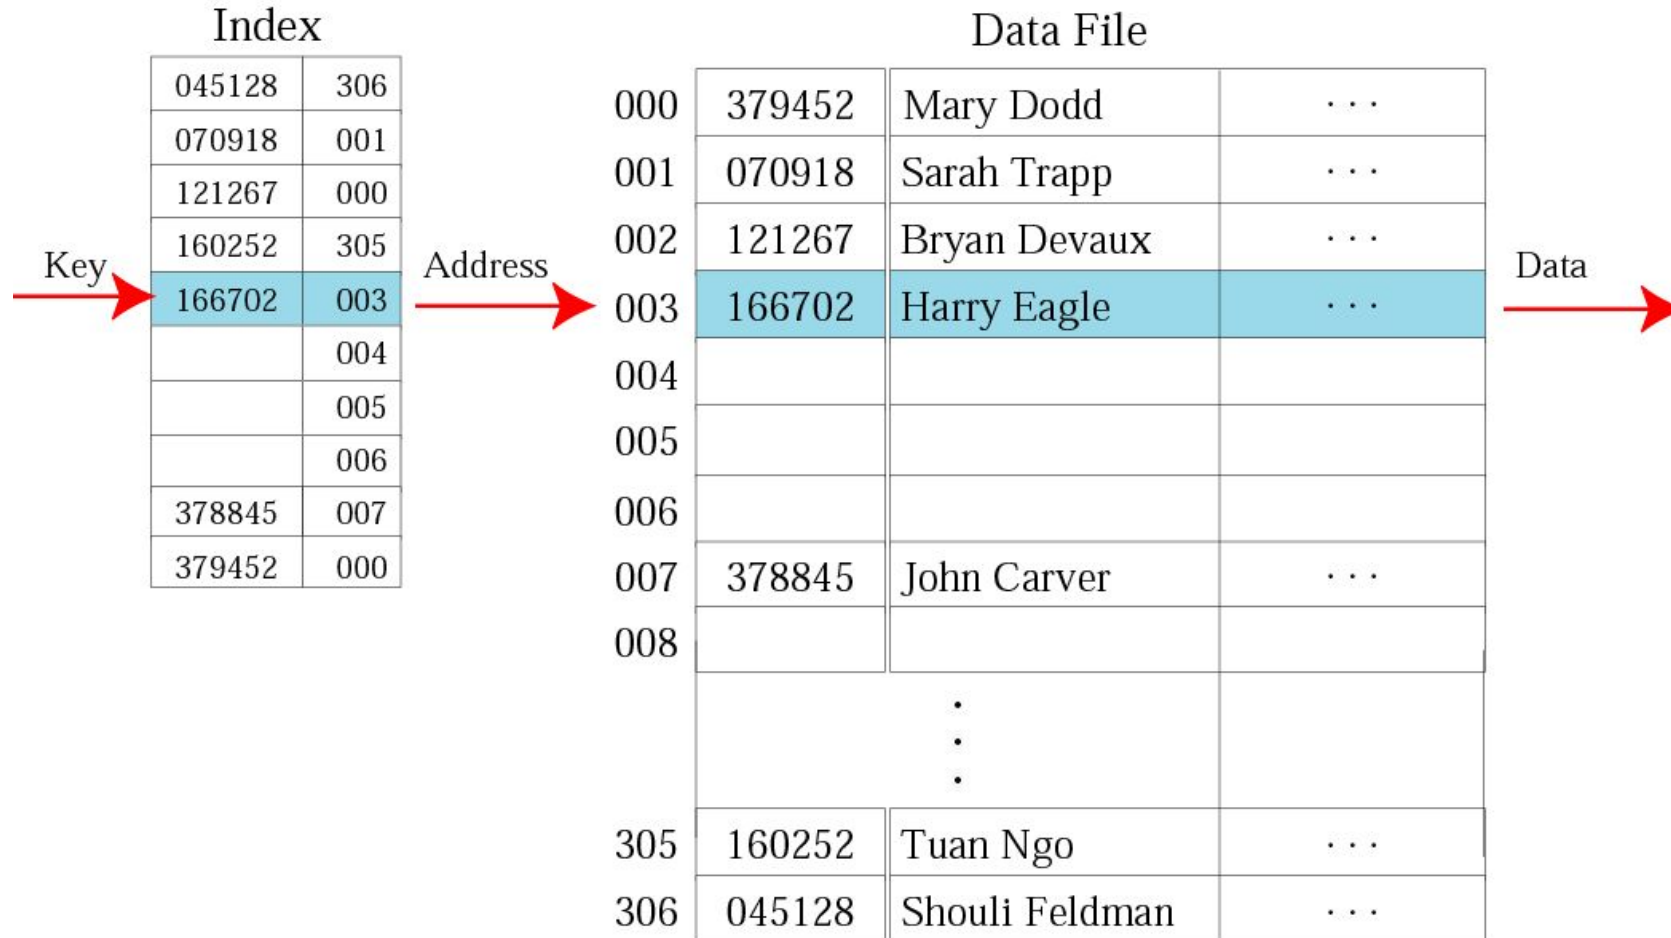 Index
045128 306
070918 001
121267 000
160252 305
166702 003
004
005
006
378845 007
379452 000
Key
Address
Data File
000 379452 Mary Dodd . . .
001 070918 Sarah Trapp . . .
002 121267 Bryan Devaux . . .
003 166702 Harry Eagle . . .
004
005
006
007 378845 John Carver . . .
008
.
.
.
305 160252 Tuan Ngo . . .
306 045128 Shouli Feldman . . .
Data